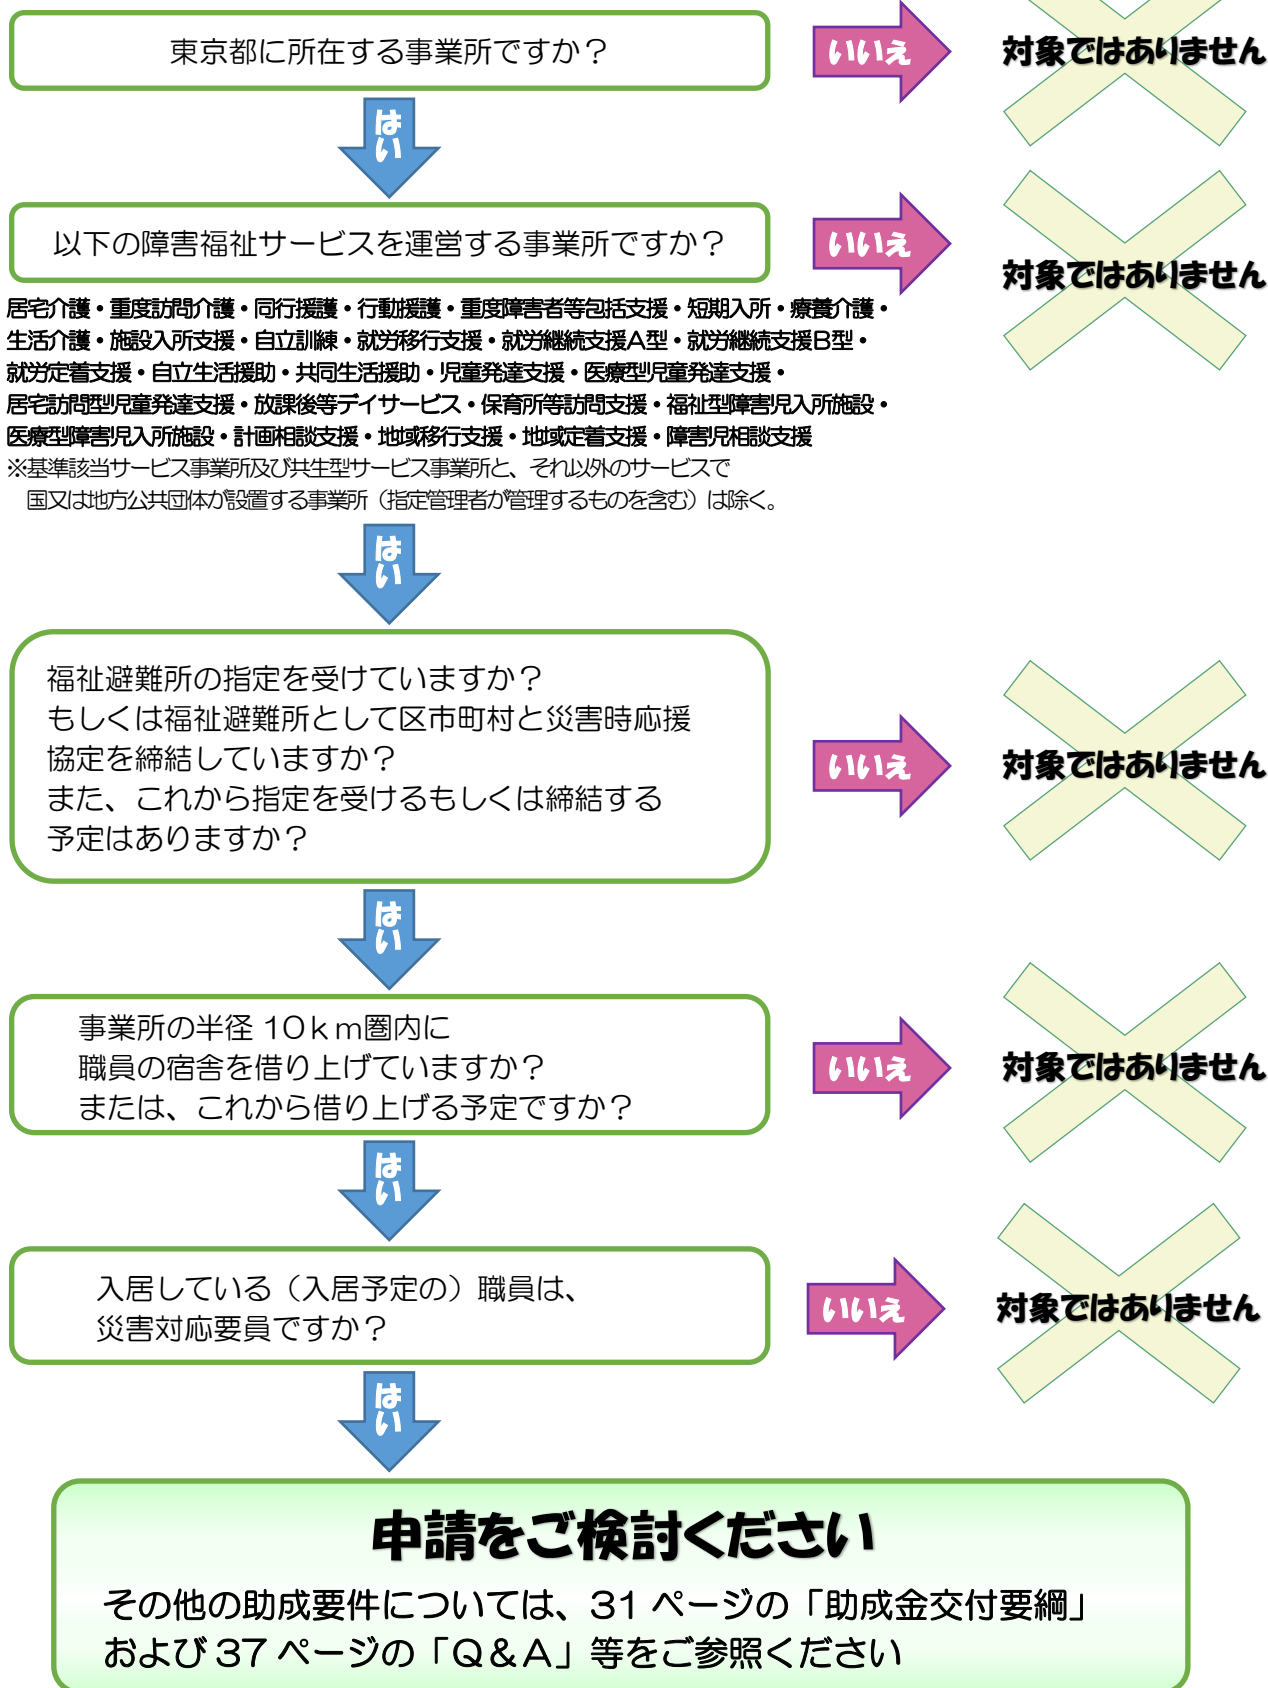 東京都に所在する事業所ですか？
いいえ
対象ではありません
はい
以下の障害福祉サービスを運営する事業所ですか？
いいえ
対象ではありません
居宅介護・重度訪問介護・同行援護・行動援護・重度障害者等包括支援・短期入所・療養介護・
生活介護・施設入所支援・自立訓練・就労移行支援・就労継続支援Ａ型・就労継続支援Ｂ型・
就労定着支援・自立生活援助・共同生活援助・児童発達支援・医療型児童発達支援・
居宅訪問型児童発達支援・放課後等デイサービス・保育所等訪問支援・福祉型障害児入所施設・
医療型障害児入所施設・計画相談支援・地域移行支援・地域定着支援・障害児相談支援
※基準該当サービス事業所及び共生型サービス事業所と、それ以外のサービスで
国又は地方公共団体が設置する事業所（指定管理者が管理するものを含む）は除く。
はい
福祉避難所の指定を受けていますか？
もしくは福祉避難所として区市町村と災害時応援
協定を締結していますか？
また、これから指定を受けるもしくは締結する
予定はありますか？
いいえ
対象ではありません
はい
事業所の半径 10ｋｍ圏内に
職員の宿舎を借り上げていますか？
または、これから借り上げる予定ですか？
いいえ
対象ではありません
はい
入居している（入居予定の）職員は、
災害対応要員ですか？
いいえ
対象ではありません
はい
申請をご検討ください
その他の助成要件については、31 ページの「助成金交付要綱」
および 37 ページの「Ｑ＆Ａ」等をご参照ください